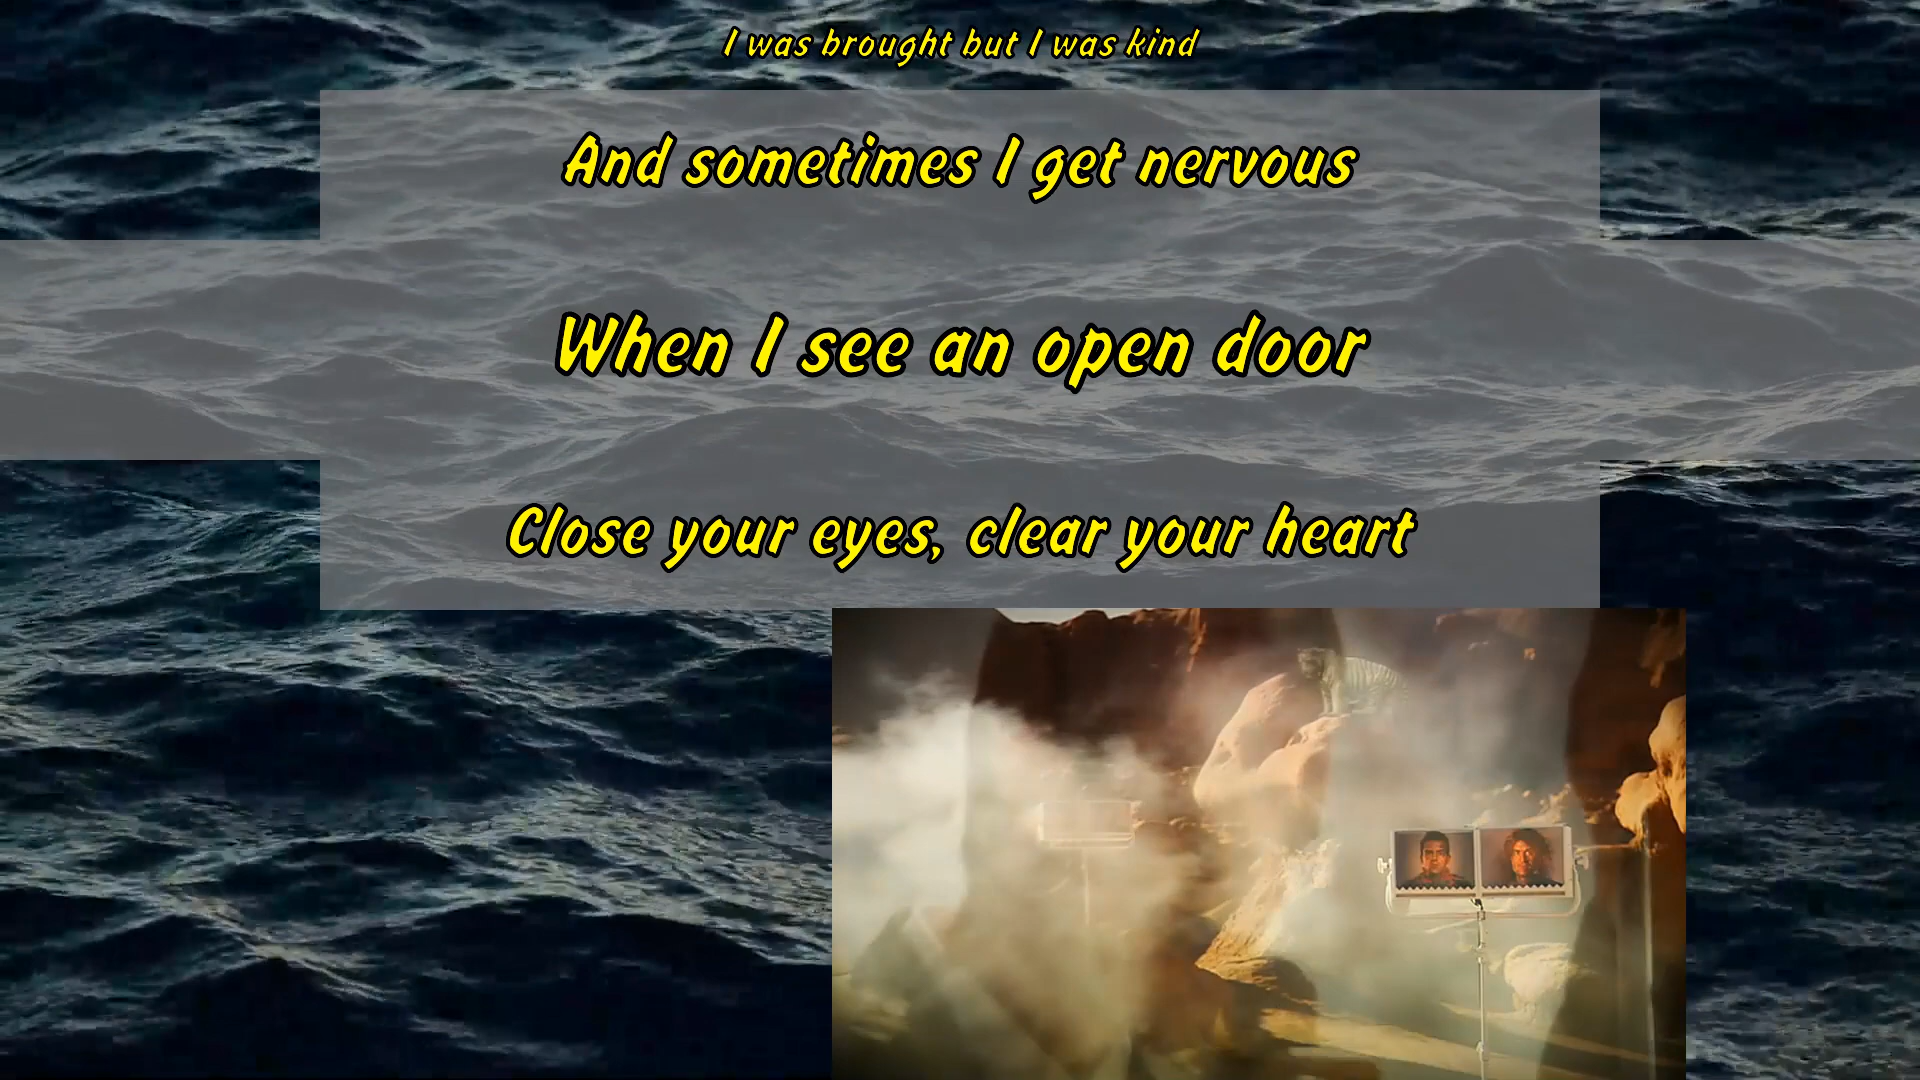 I was brought but I was kind
And sometimes I get nervous
When I see an open door
Close your eyes, clear your heart